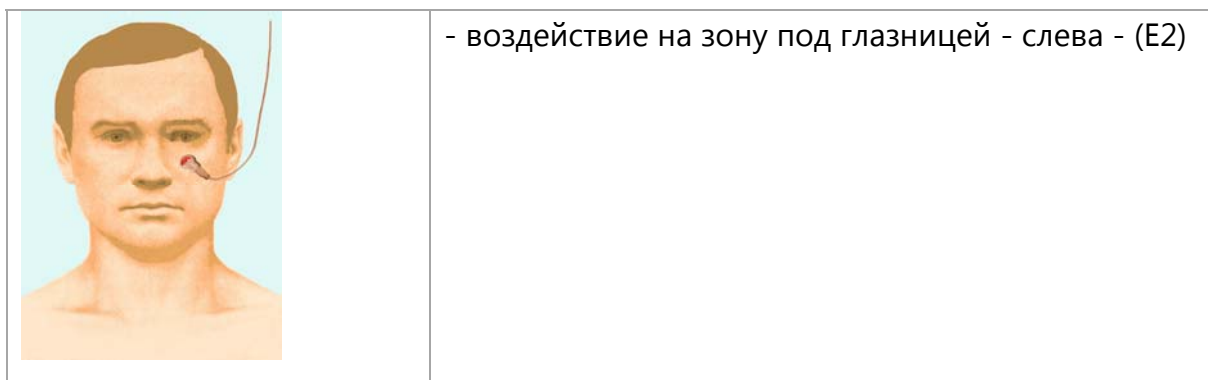 - воздействие на зону под глазницей - слева - (E2)